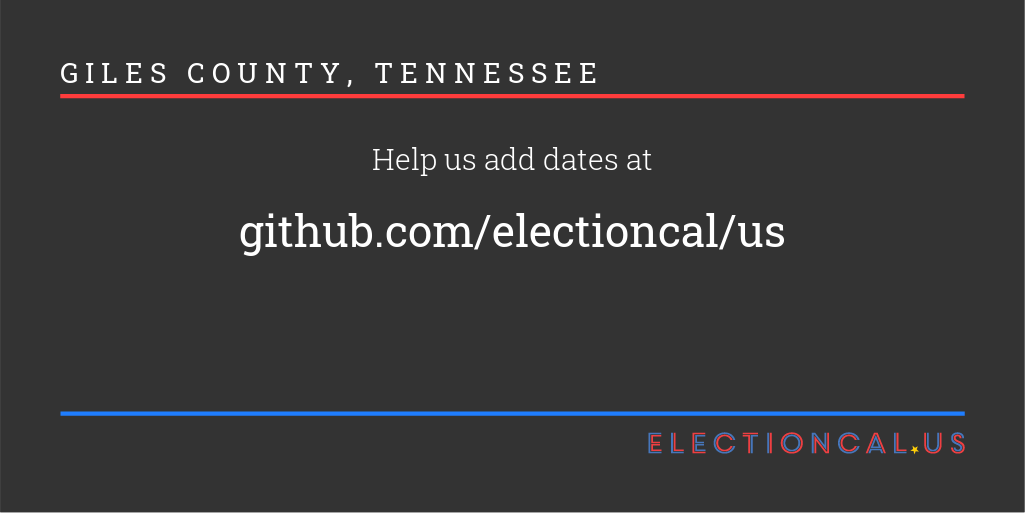 GILES COUNTY, TENNESSEE
Help us add dates at
github.com/electioncal/us
ELECTIONCAL.US